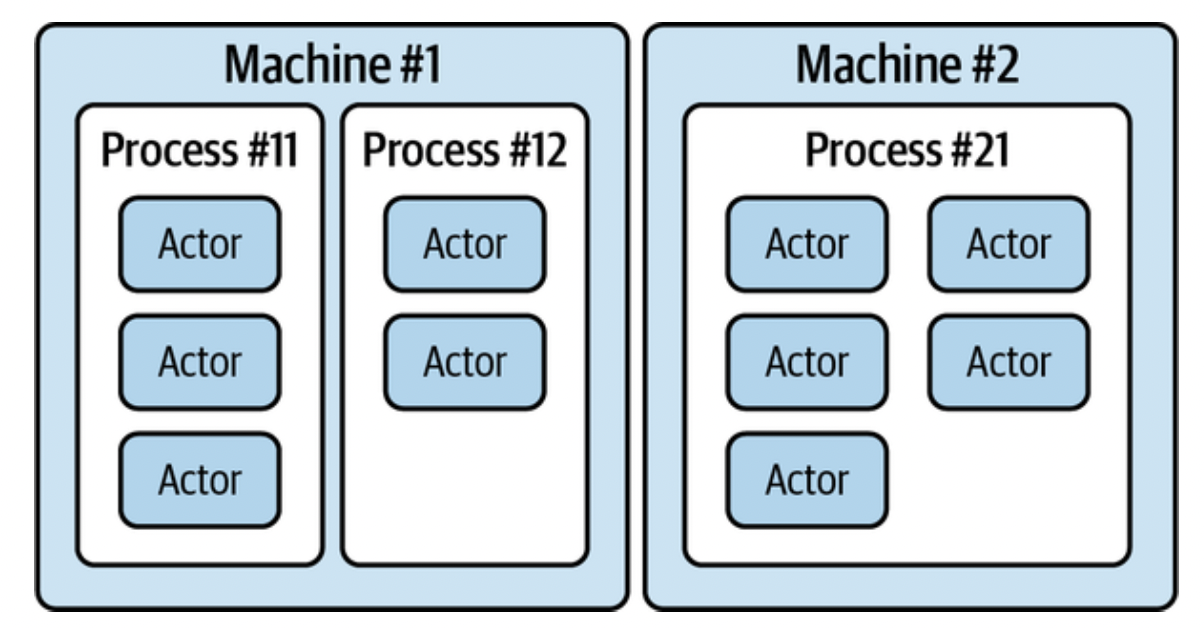 Machine #1
Process #11
Actor
Actor
Actor
Process #12
Actor
Actor
Machine #2
Process #21
Actor
Actor
Actor
Actor
Actor